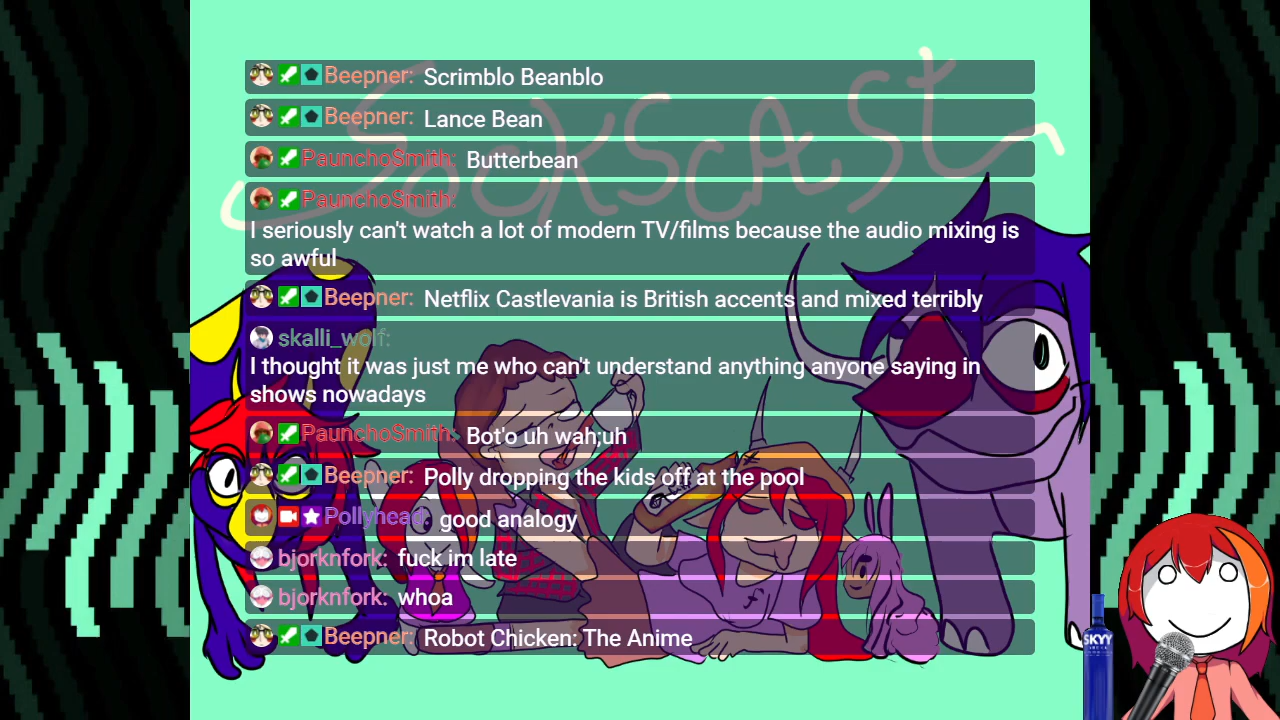 SocksCast
Beepner: Scrimblo Beanblo
Beepner: Lance Bean
PaunchoSmith: Butterbean
PaunchoSmith:
I seriously can't watch a lot of modern TV/films because the audio mixing is
so awful
Beepner: Netflix Castlevania is British accents and mixed terribly
skalli_wolf:
I thought it was just me who can't understand anything anyone saying in
shows nowadays
PaunchoSmith: Bot'o uh wah;uh
Beepner: Polly dropping the kids off at the pool
Pollyhead: good analogy
bjorknfork: fuck im late
bjorknfork: whoa
Beepner: Robot Chicken: The Anime
SKYY